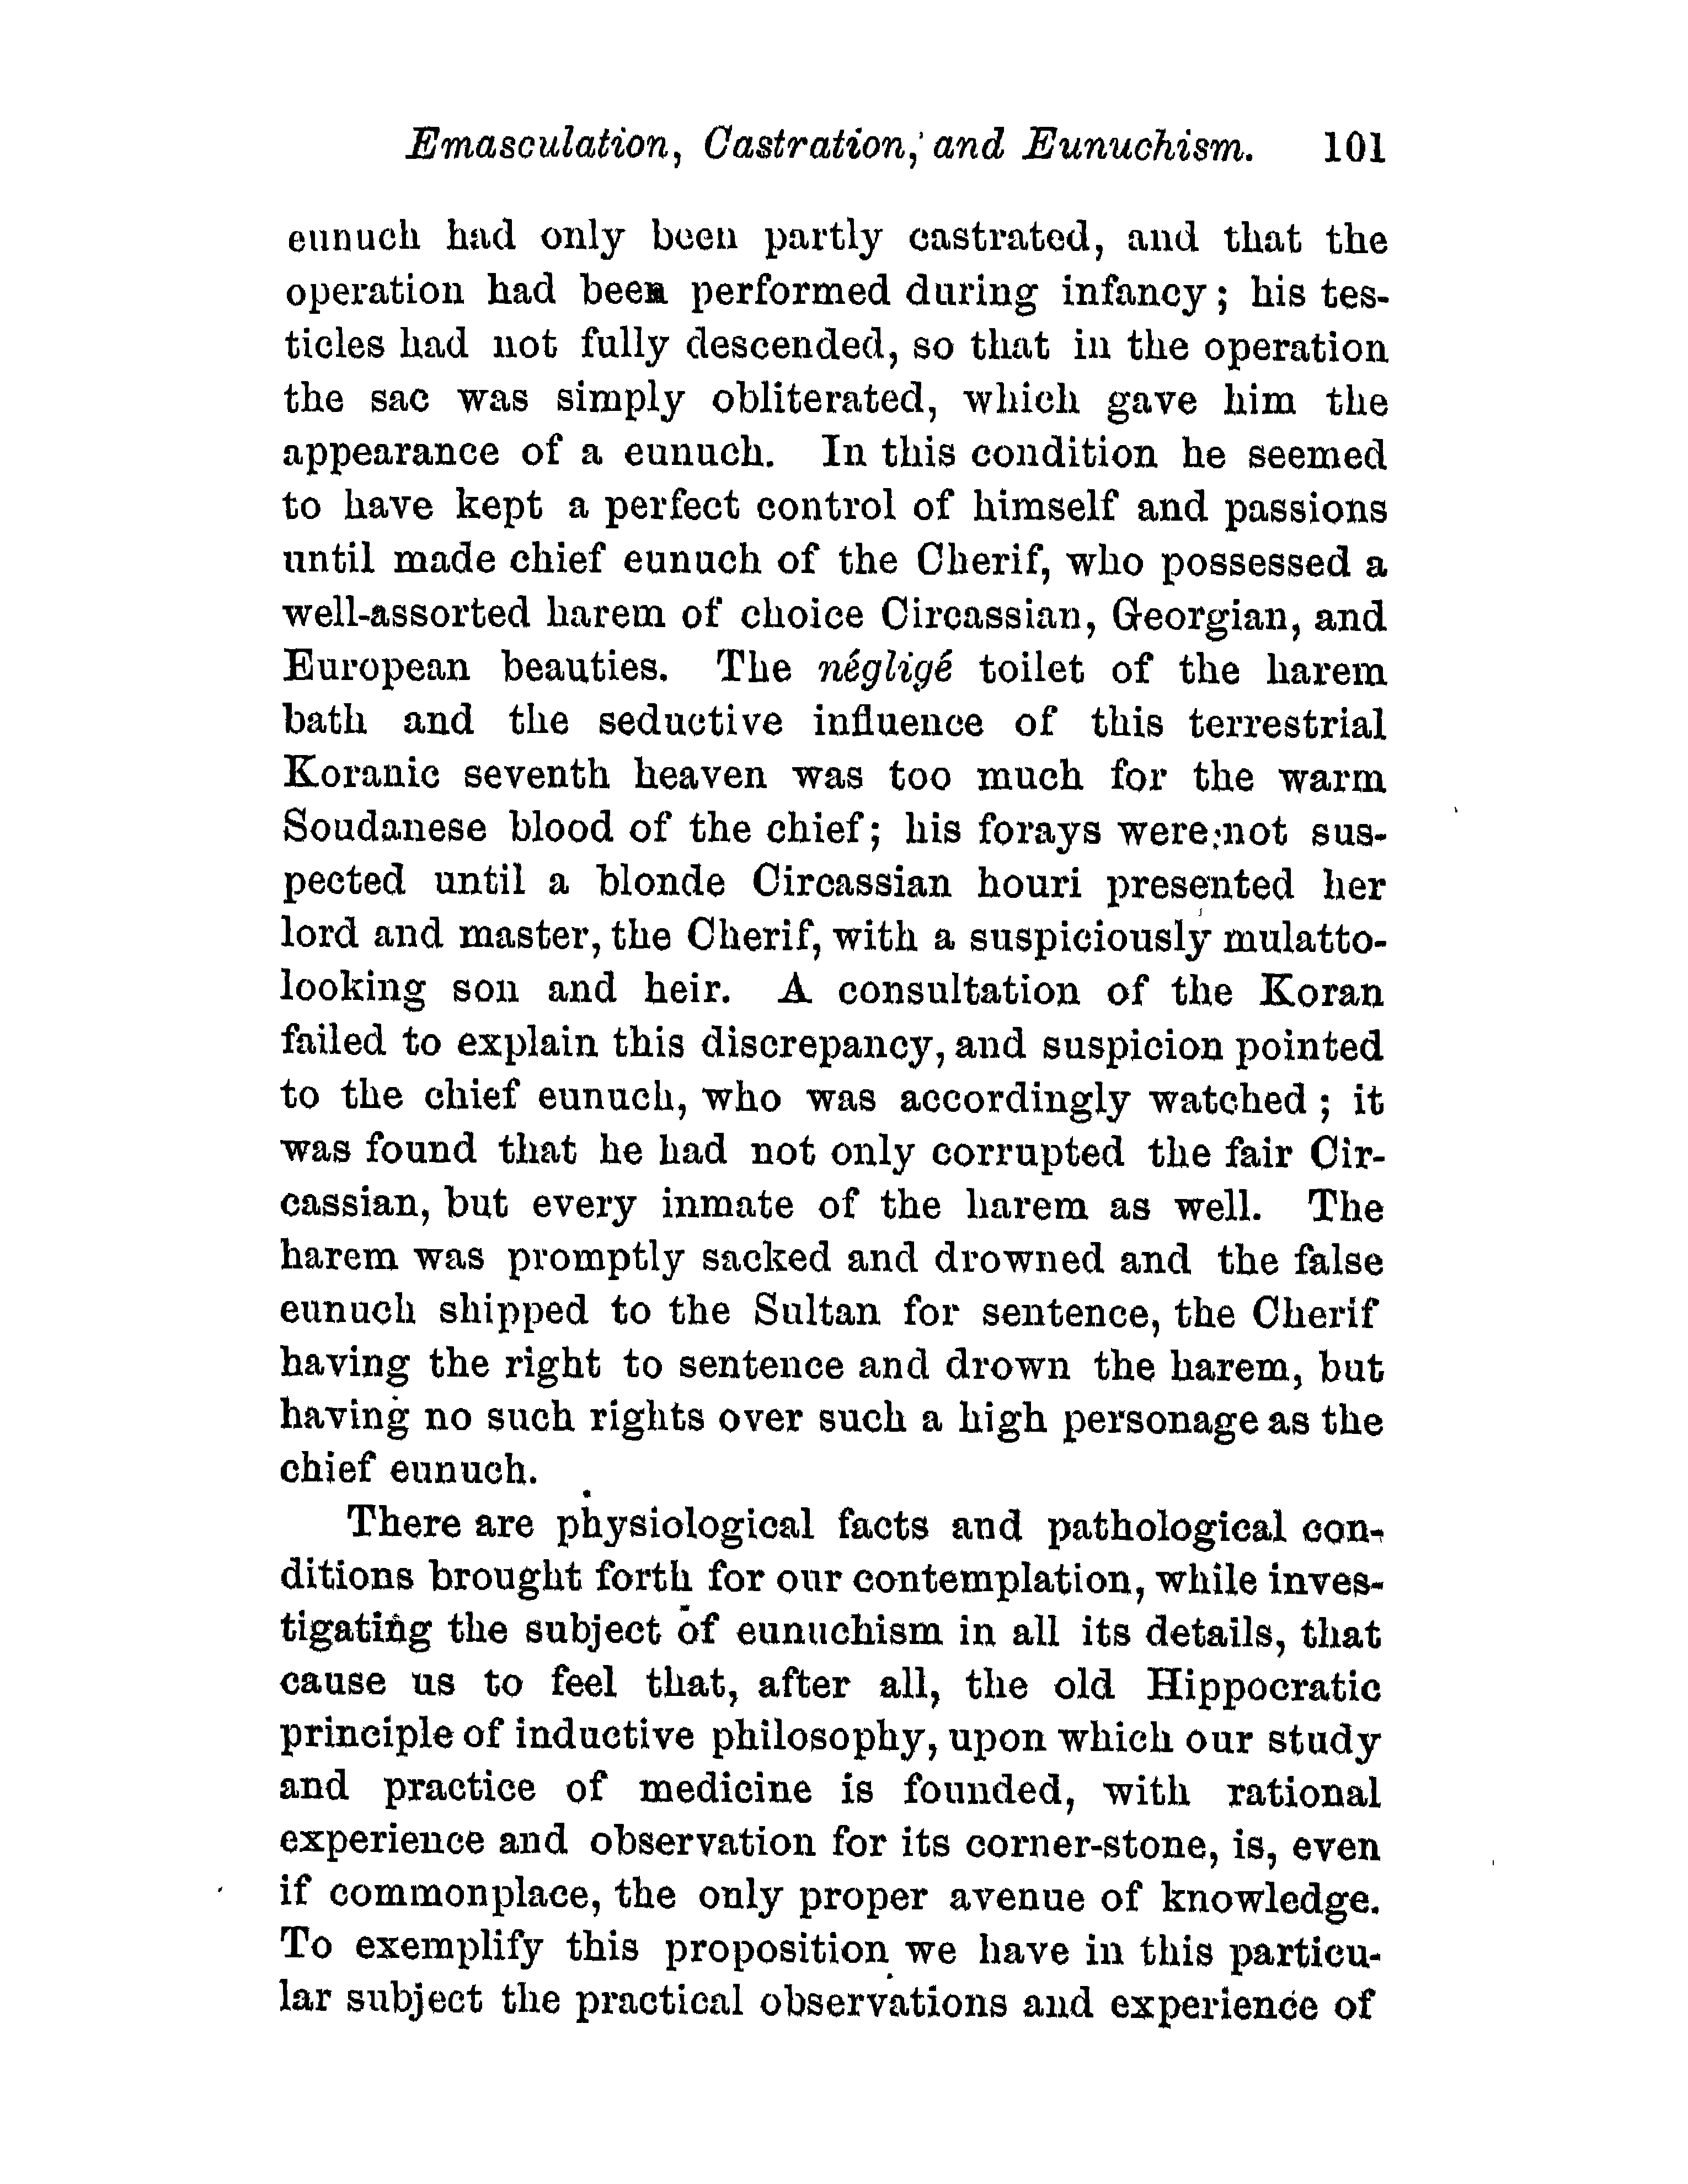 Emasculation, Castration, and Eunuchism. 101
eunuch had only been partly castrated, and that the
operation had been performed during infancy; his tes-
ticles had not fully descended, so that in the operation
the sac was simply obliterated, which gave him the
appearance of a eunuch. In this condition he seemed
to have kept a perfect control of himself and passions
until made chief eunuch of the Cherif, who possessed a
well-assorted harem of choice Circassian, Georgian, and
European beauties. The négligé toilet of the harem
bath and the seductive influence of this terrestrial
Koranic seventh heaven was too much for the warm
Soudanese blood of the chief; his forays were not sus-
pected until a blonde Circassian houri presented her
lord and master, the Cherif, with a suspiciously mulatto-
looking son and heir. A consultation of the Koran
failed to explain this discrepancy, and suspicion pointed
to the chief eunuch, who was accordingly watched; it
was found that he had not only corrupted the fair Cir-
cassian, but every inmate of the harem as well. The
harem was promptly sacked and drowned and the false
eunuch shipped to the Sultan for sentence, the Cherif
having the right to sentence and drown the harem, but
having no such rights over such a high personage as the
chief eunuch.
There are physiological facts and pathological con-
ditions brought forth for our contemplation, while inves-
tigating the subject of eunuchism in all its details, that
cause us to feel that, after all, the old Hippocratic
principle of inductive philosophy, upon which our study
and practice of medicine is founded, with rational
experience and observation for its corner-stone, is, even
if commonplace, the only proper avenue of knowledge.
To exemplify this proposition we have in this particu-
lar subject the practical observations and experience of